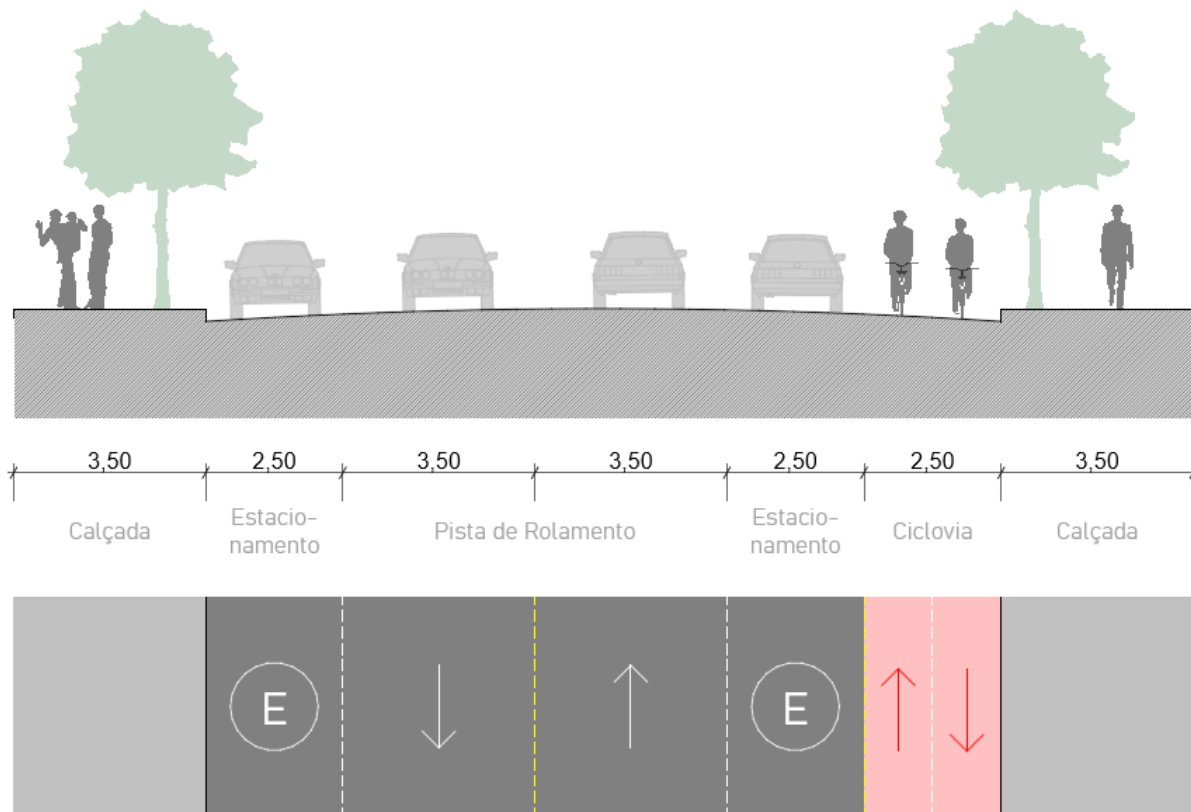 3,50 2,50 3,50 3,50 2,50 2,50 3,50
Calçada
Estacio-
namento
Pista de Rolamento
Estacio-
namento
Ciclovia
Calçada
E
E